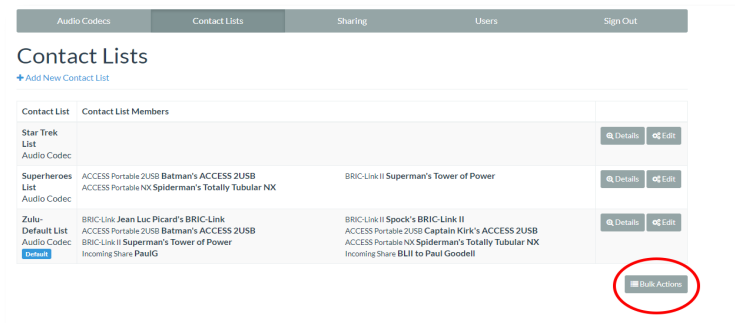 Audio Codecs Contact Lists Sharing Users Sign Out
Contact Lists
+ Add New Contact List
Contact List Contact List Members
Star Trek
List
Audio Codec
Details Edit
Superheroes
List
Audio Codec
ACCESS Portable 2USB Batman's ACCESS 2USB
ACCESS Portable NX Spiderman's Totally Tubular NX
BRIC-Link II Superman's Tower of Power
Details Edit
Zulu-
Default List
Audio Codec
Default
BRIC-Link Jean Luc Picard's BRIC-Link
ACCESS Portable 2USB Batman's ACCESS 2USB
BRIC-Link II Superman's Tower of Power
Incoming Share PaulG
BRIC-Link II Spock's BRIC-Link II
ACCESS Portable 2USB Captain Kirk's ACCESS 2USB
ACCESS Portable NX Spiderman's Totally Tubular NX
Incoming Share BLII to Paul Goodell
Details Edit
Bulk Actions